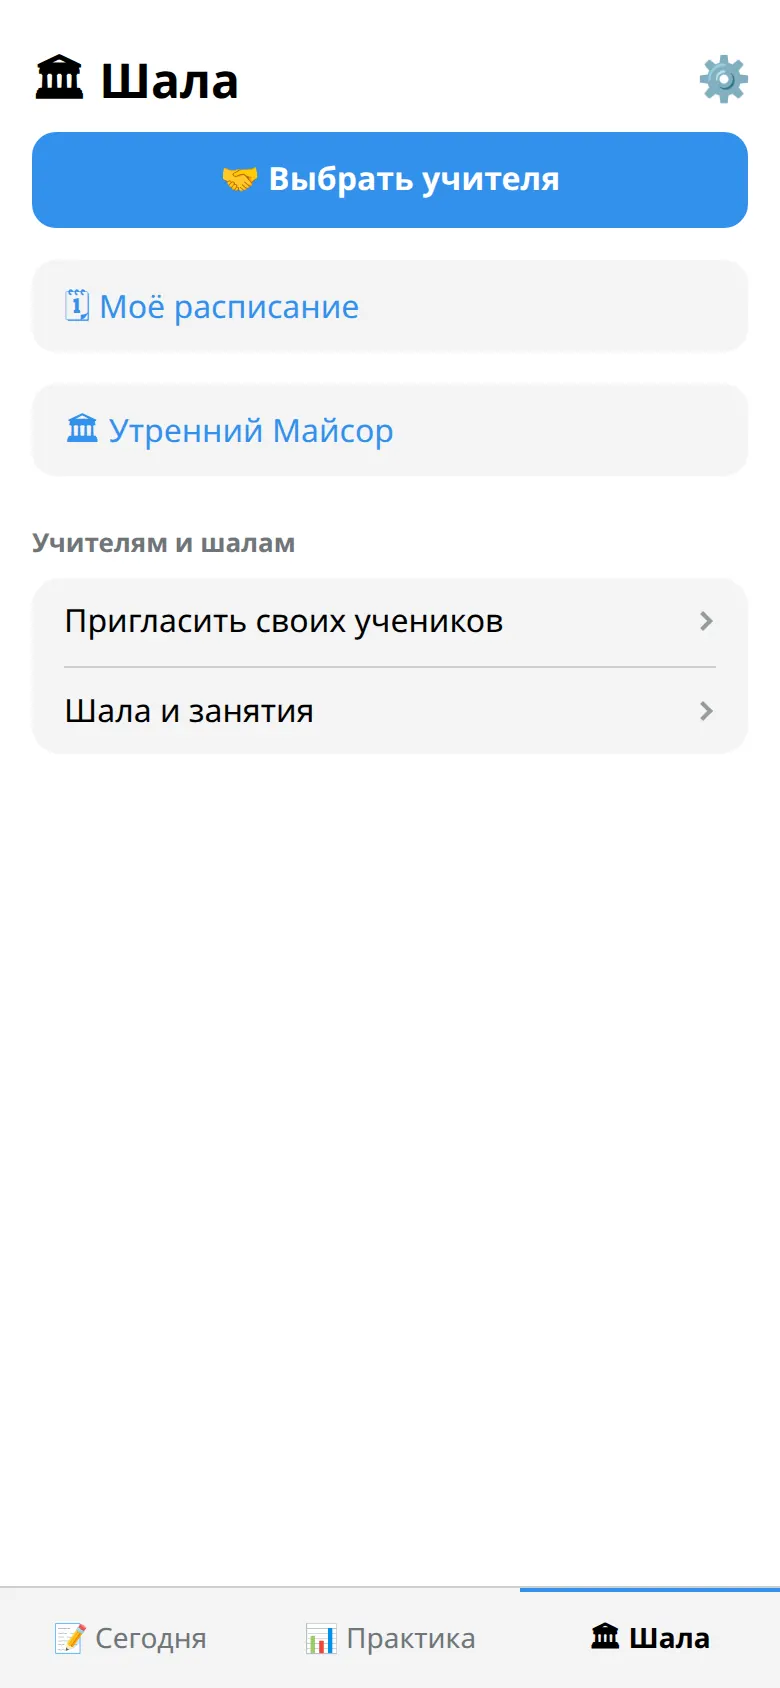 🏛 Шала ⚙️
🤝 Выбрать учителя
🗓 Моё расписание
🏛 Утренний Майсор
Учителям и шалам
Пригласить своих учеников
Шала и занятия
📝 Сегодня 📊 Практика 🏛 Шала